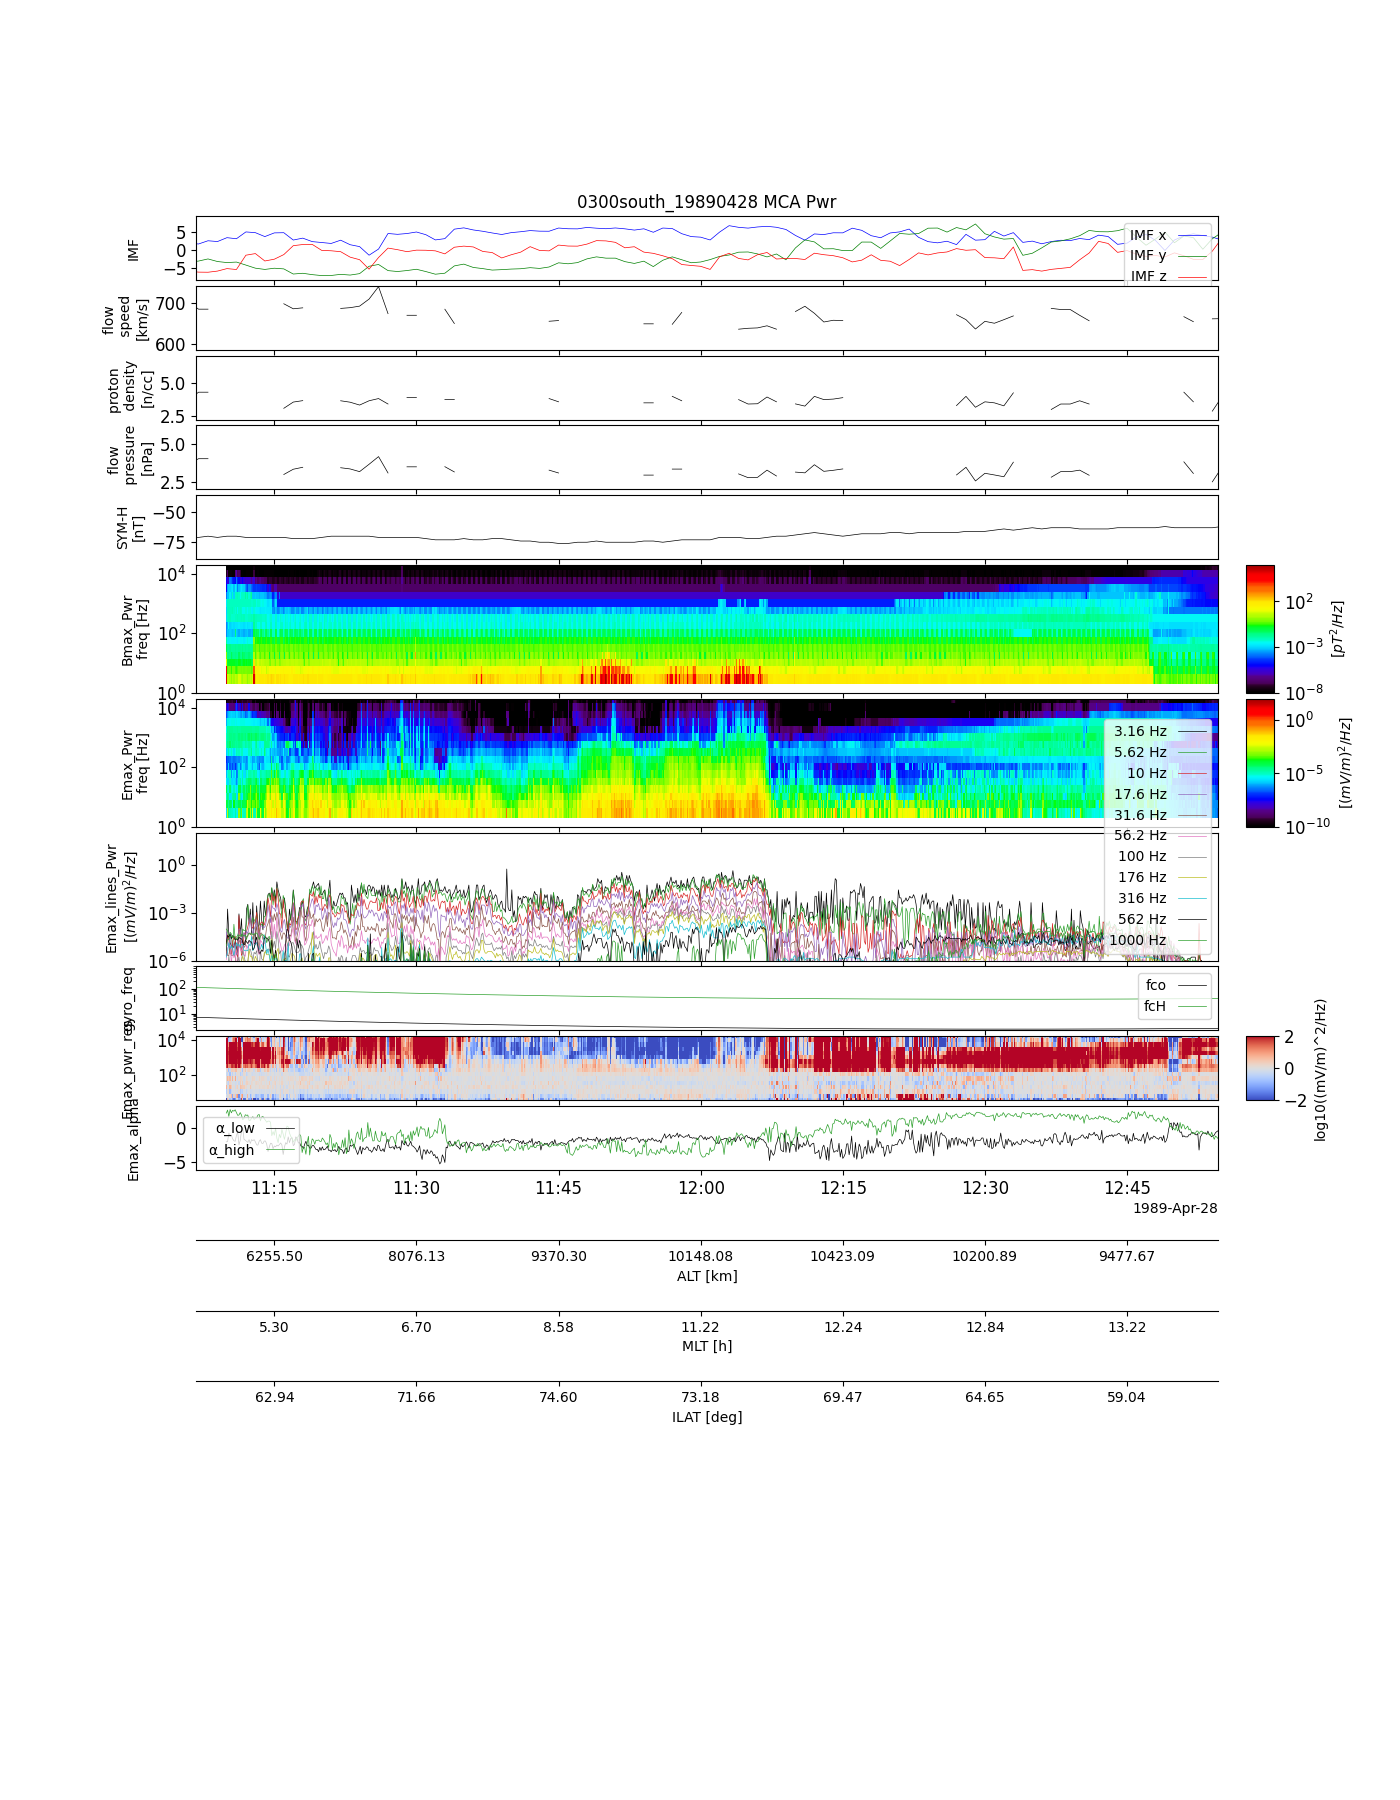 0300south_19890428 MCA Pwr
IMF
5
0
−5
IMF x
IMF y
IMF z
flow
speed
[km/s]
700
600
proton
density
[n/cc]
5.0
2.5
flow
pressure
[nPa]
5.0
2.5
SYM-H
[nT]
−50
−75
Bmax_Pwr
freq [Hz]
10^4
10^2
10^0
10^2
10^−3
10^−8
[pT^2/Hz]
Emax_Pwr
freq [Hz]
10^4
10^2
10^0
10^0
10^−5
10^−10
[(mV/m)^2/Hz]
3.16 Hz
5.62 Hz
10 Hz
17.6 Hz
31.6 Hz
56.2 Hz
100 Hz
176 Hz
316 Hz
562 Hz
1000 Hz
Emax_lines_Pwr
[(mV/m)^2/Hz]
10^0
10^−3
10^−6
gyro_freq
10^2
10^1
fco
fcH
Emax_pwr_reg
10^4
10^2
2
0
−2
log10((mV/m)^2/Hz)
Emax_alpha
0
−5
α_low
α_high
11:15 11:30 11:45 12:00 12:15 12:30 12:45
1989-Apr-28
6255.50 8076.13 9370.30 10148.08 10423.09 10200.89 9477.67
ALT [km]
5.30 6.70 8.58 11.22 12.24 12.84 13.22
MLT [h]
62.94 71.66 74.60 73.18 69.47 64.65 59.04
ILAT [deg]